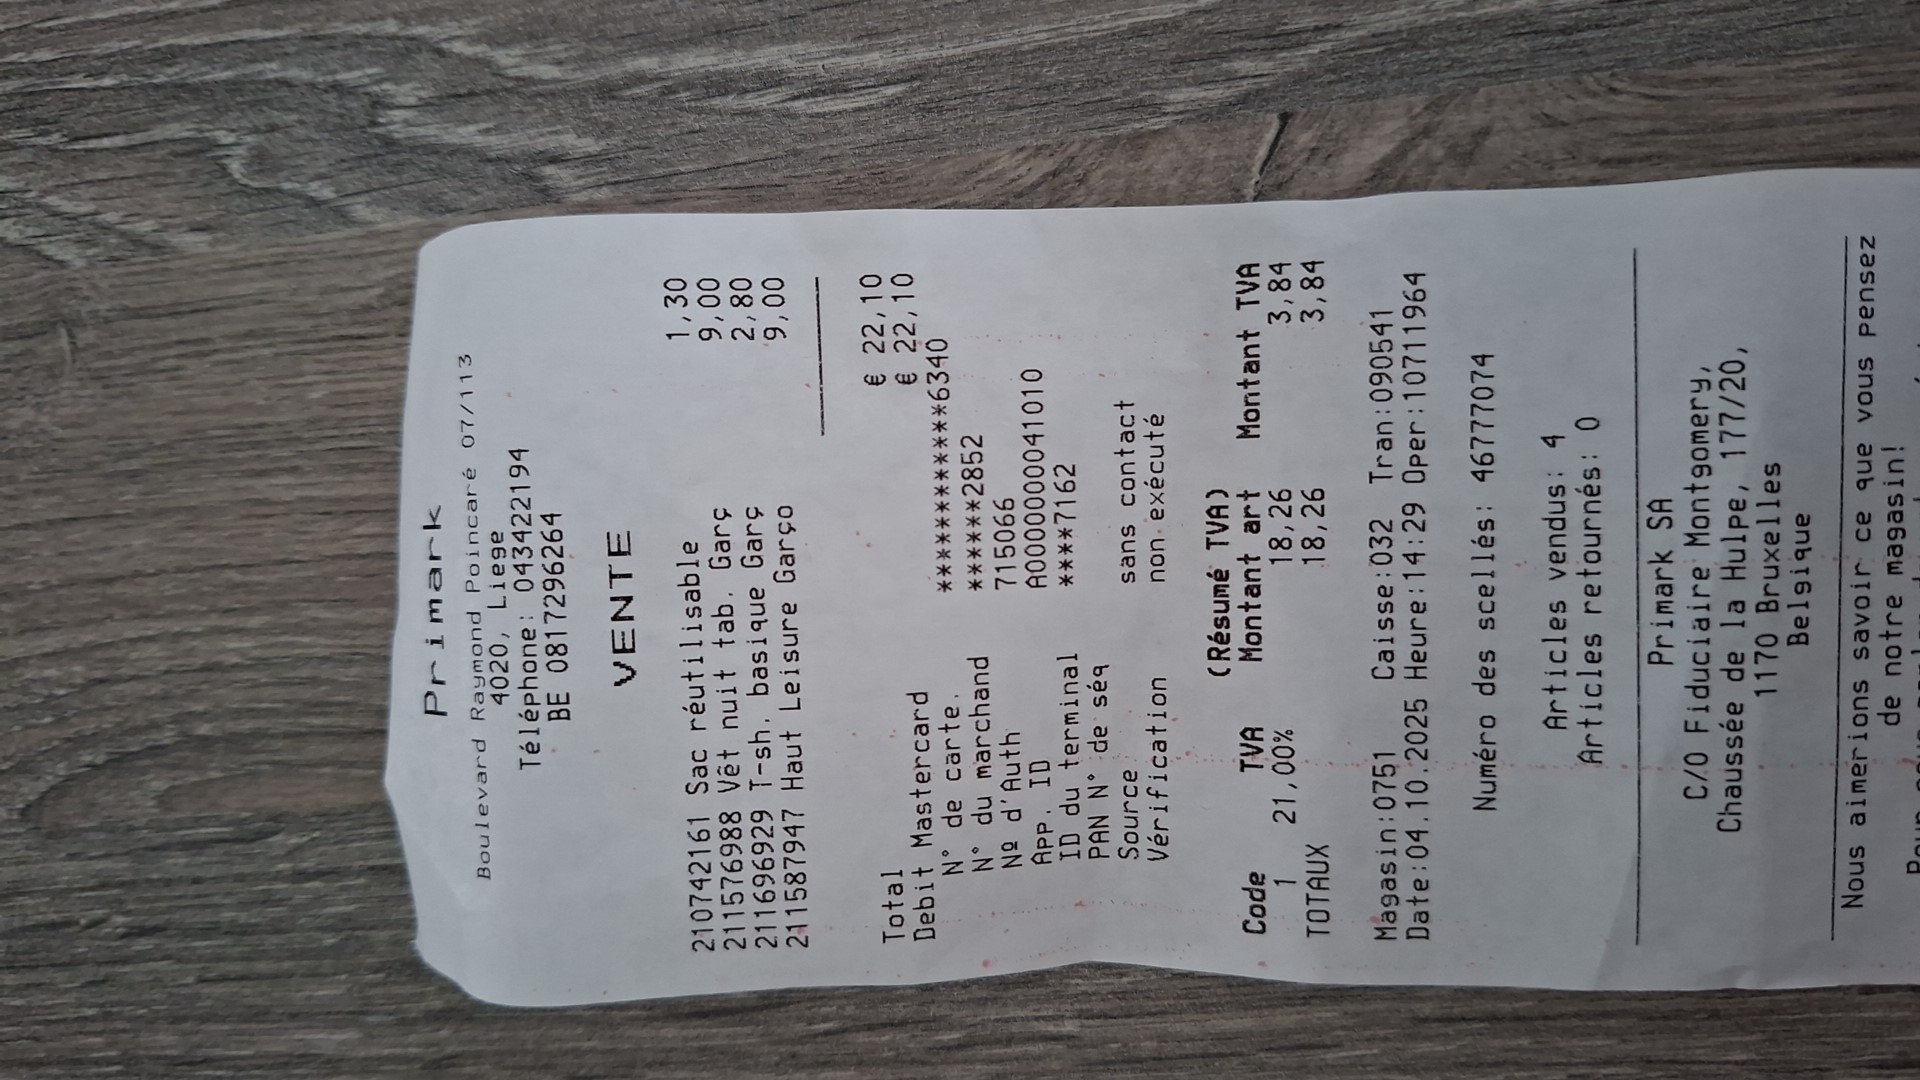 Primark
Boulevard Raymond Poincaré 07/113
4020, Liege
Téléphone: 043422194
BE 0817296264
VENTE
210742161 Sac réutilisable 1,30
211576988 Vêt nuit tab. Garç 9,00
211696929 T-sh. basique Garç 2,80
211587947 Haut Leisure Garço 9,00
Total € 22,10
Debit Mastercard € 22,10
N° de carte. ************6340
N° du marchand ******2852
Nº d'Auth 715066
App. ID A0000000041010
ID du terminal ****7162
PAN N° de séq
Source sans contact
Vérification non exécuté
(Résumé TVA)
Code TVA Montant art Montant TVA
1 21,00% 18,26 3,84
TOTAUX 18,26 3,84
Magasin:0751 Caisse:032 Tran:090541
Date:04.10.2025 Heure:14:29 Oper:10711964
Numéro des scellés: 46777074
Articles vendus: 4
Articles retournés: 0
Primark SA
C/O Fiduciaire Montgomery,
Chaussée de la Hulpe, 177/20,
1170 Bruxelles
Belgique
Nous aimerions savoir ce que vous pensez
de notre magasin!